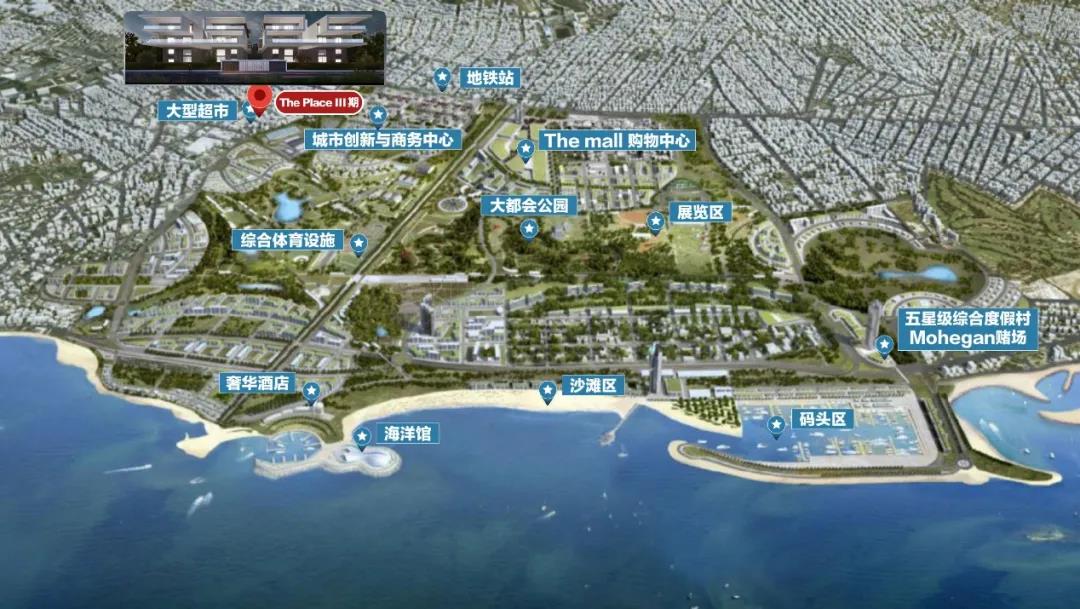 地铁站
大型超市
The Place III 期
城市创新与商务中心
The mall 购物中心
大都会公园
展览区
综合体育设施
五星级综合度假村
Mohegan赌场
奢华酒店
沙滩区
码头区
海洋馆